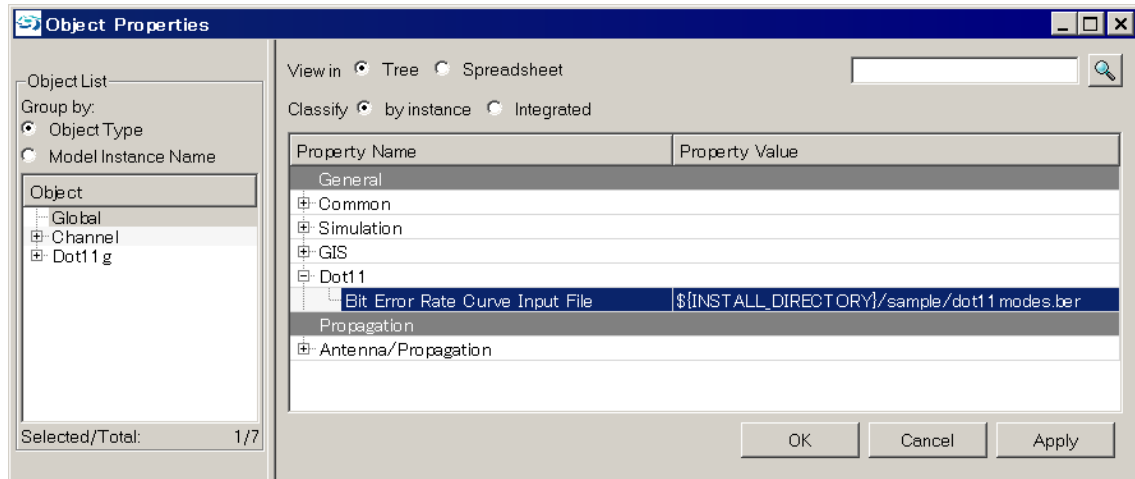 Object Properties
Object List
Group by:
Object Type
Model Instance Name
Object
Global
Channel
Dot11g
Selected/Total: 1/7
View in Tree Spreadsheet
Classify by instance Integrated
Property Name Property Value
General
Common
Simulation
GIS
Dot11
Bit Error Rate Curve Input File ${INSTALL_DIRECTORY}/sample/dot11modes.ber
Propagation
Antenna/Propagation
OK Cancel Apply